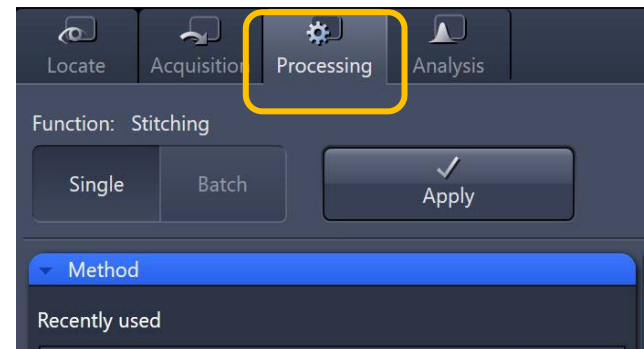 Locate Acquisition Processing Analysis
Function: Stitching
Single Batch Apply
Method
Recently used